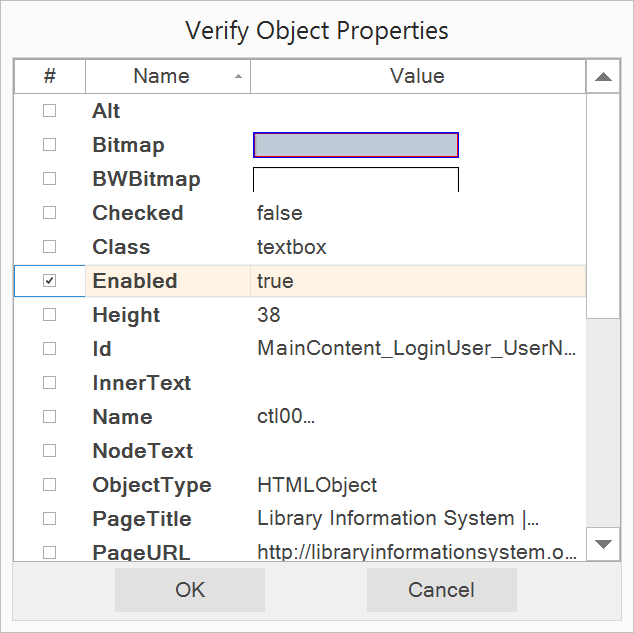 Verify Object Properties
# Name Value
Alt
Bitmap
BWBitmap
Checked false
Class textbox
Enabled true
Height 38
Id MainContent_LoginUser_UserN...
InnerText
Name ctl00...
NodeText
ObjectType HTMLObject
PageTitle Library Information System |...
PageURL http://libraryinformationsystem.o...
OK Cancel